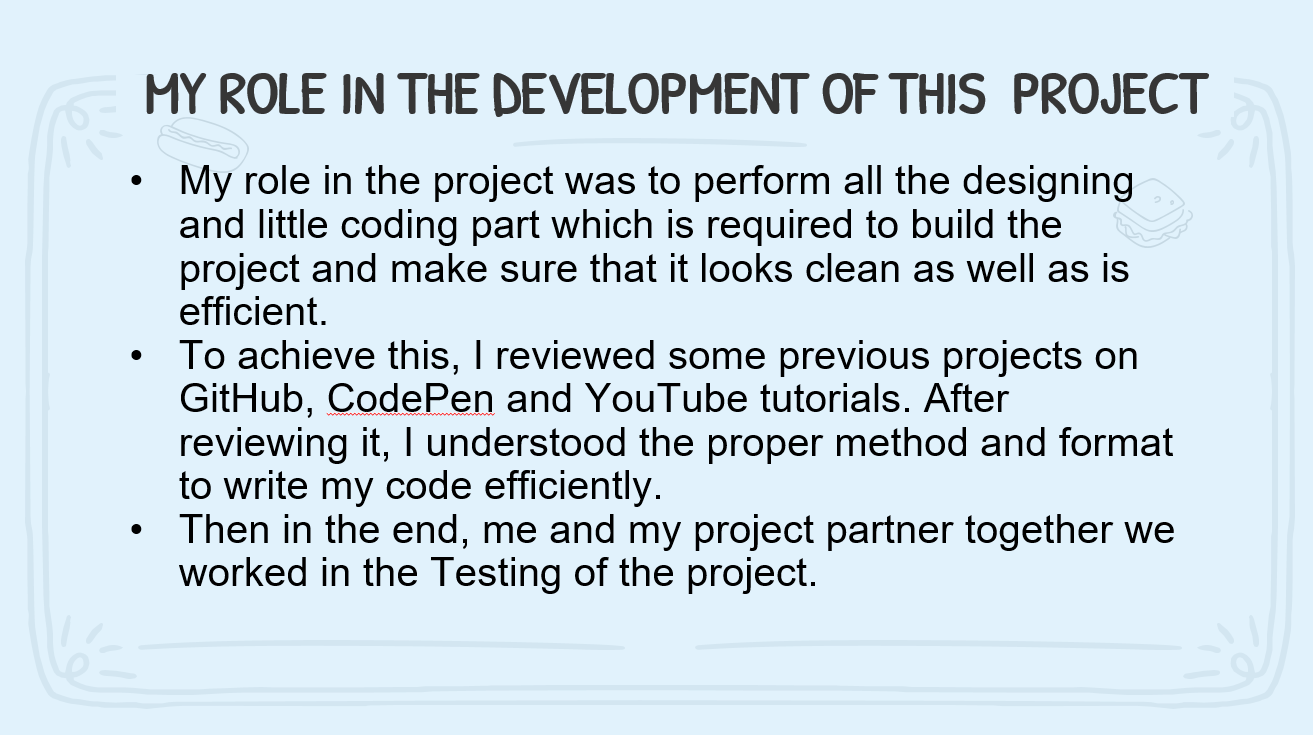 MY ROLE IN THE DEVELOPMENT OF THIS PROJECT
• My role in the project was to perform all the designing
and little coding part which is required to build the
project and make sure that it looks clean as well as is
efficient.
• To achieve this, I reviewed some previous projects on
GitHub, CodePen and YouTube tutorials. After
reviewing it, I understood the proper method and format
to write my code efficiently.
• Then in the end, me and my project partner together we
worked in the Testing of the project.